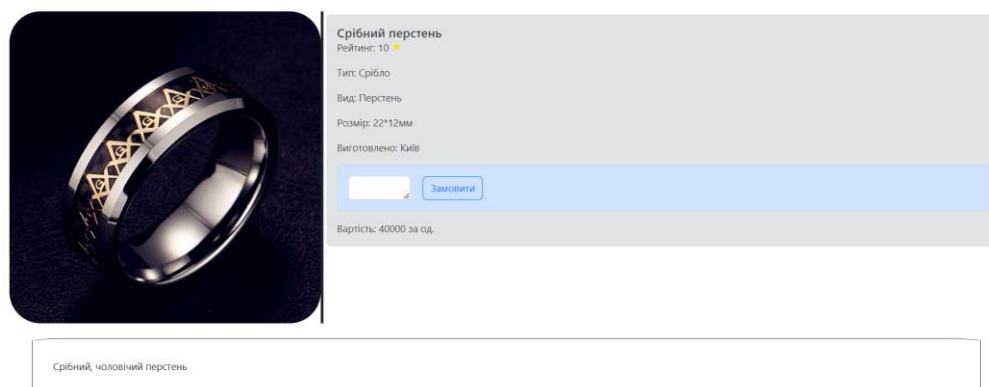 Срібний перстень
Рейтинг: 10
Тип: Срібло
Вид: Перстень
Розмір: 22*12мм
Виготовлено: Київ
Замовити
Вартість: 40000 за од.
Срібний, чоловічий перстень